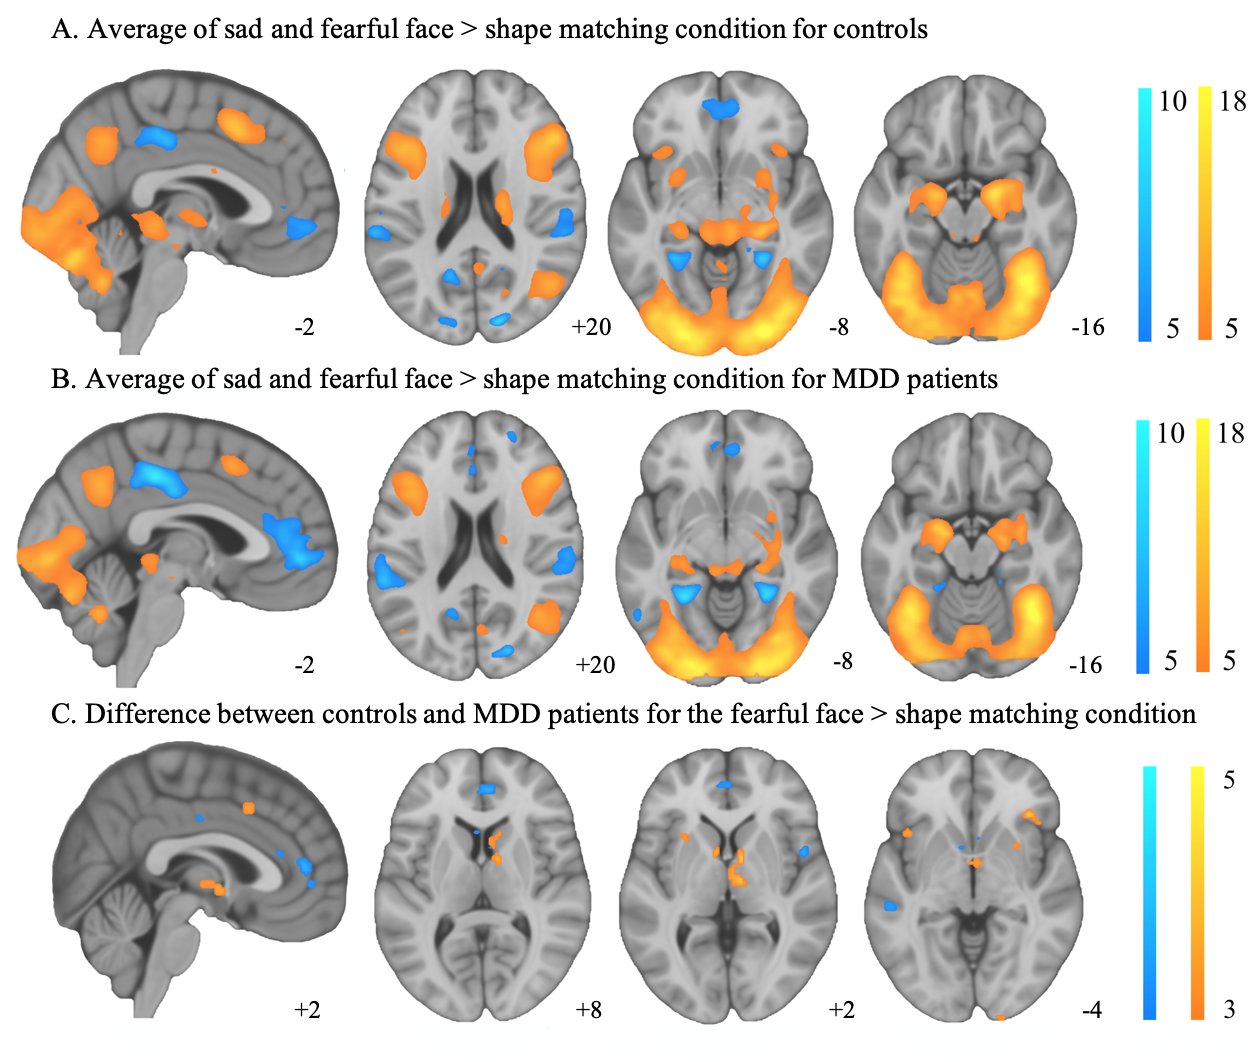 A. Average of sad and fearful face > shape matching condition for controls
10 18
-2 +20 -8 -16 5 5
B. Average of sad and fearful face > shape matching condition for MDD patients
10 18
-2 +20 -8 -16 5 5
C. Difference between controls and MDD patients for the fearful face > shape matching condition
5
+2 +8 +2 -4 3